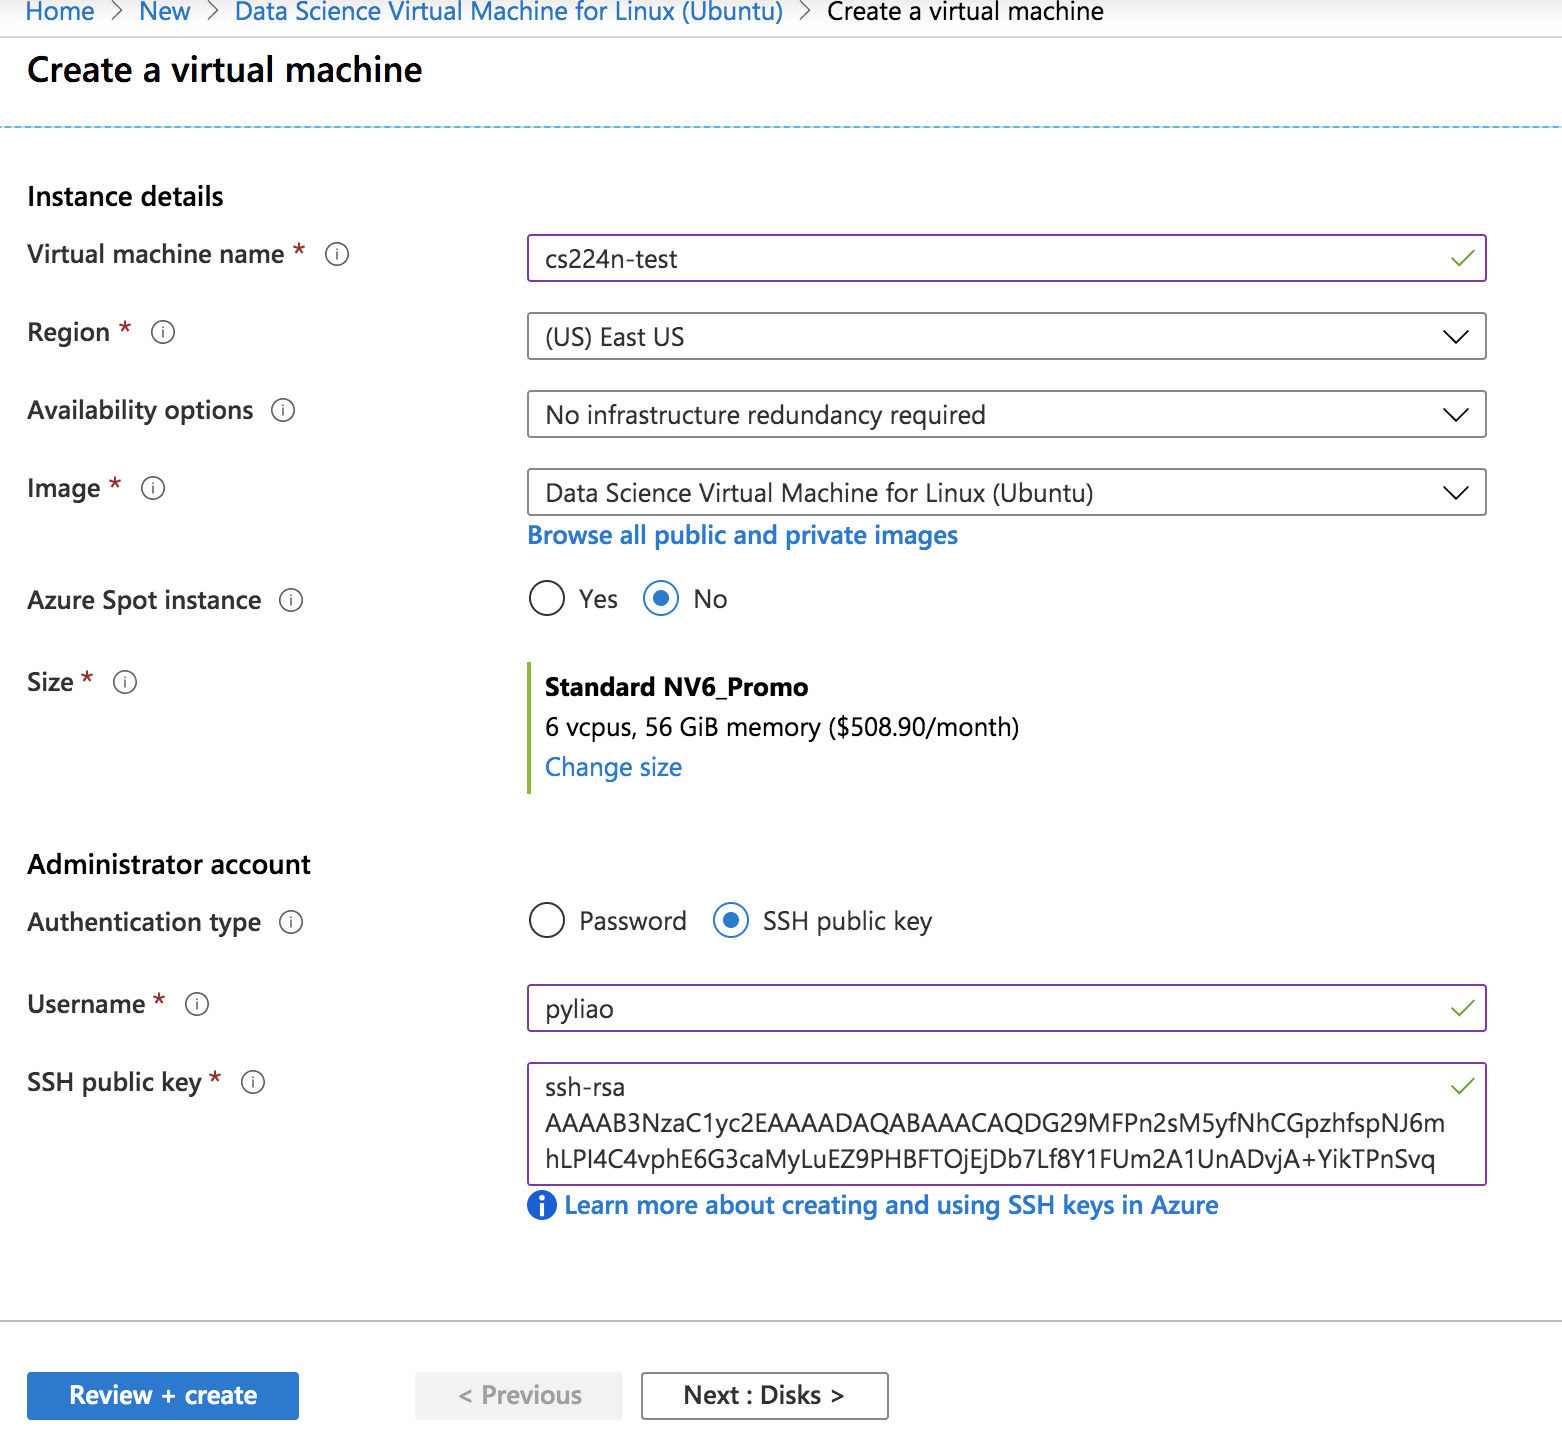 Home > New > Data Science Virtual Machine for Linux (Ubuntu) > Create a virtual machine
Create a virtual machine
Instance details
Virtual machine name * cs224n-test
Region * (US) East US
Availability options No infrastructure redundancy required
Image * Data Science Virtual Machine for Linux (Ubuntu)
Browse all public and private images
Azure Spot instance Yes No
Size * Standard NV6_Promo
6 vcpus, 56 GiB memory ($508.90/month)
Change size
Administrator account
Authentication type Password SSH public key
Username * pyliao
SSH public key * ssh-rsa
AAAAB3NzaC1yc2EAAAADAQABAAACAQDG29MFPn2sM5yfNhCGpzhfspNJ6m
hLPI4C4vphE6G3caMyLuEZ9PHBFTOjEjDb7Lf8Y1FUm2A1UnADvjA+YikTPnSvq
Learn more about creating and using SSH keys in Azure
Review + create < Previous Next : Disks >